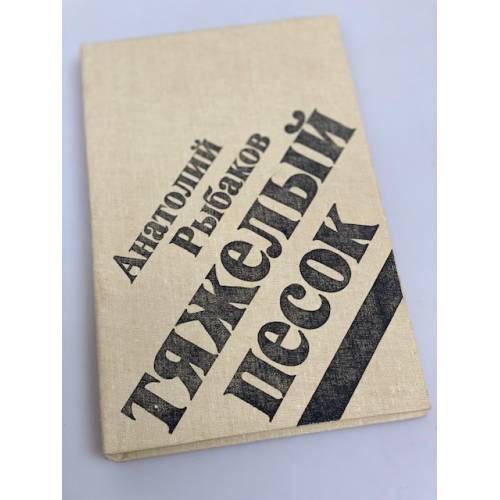 Анатолий
Рыбаков
ТЯЖЕЛЫЙ
песок